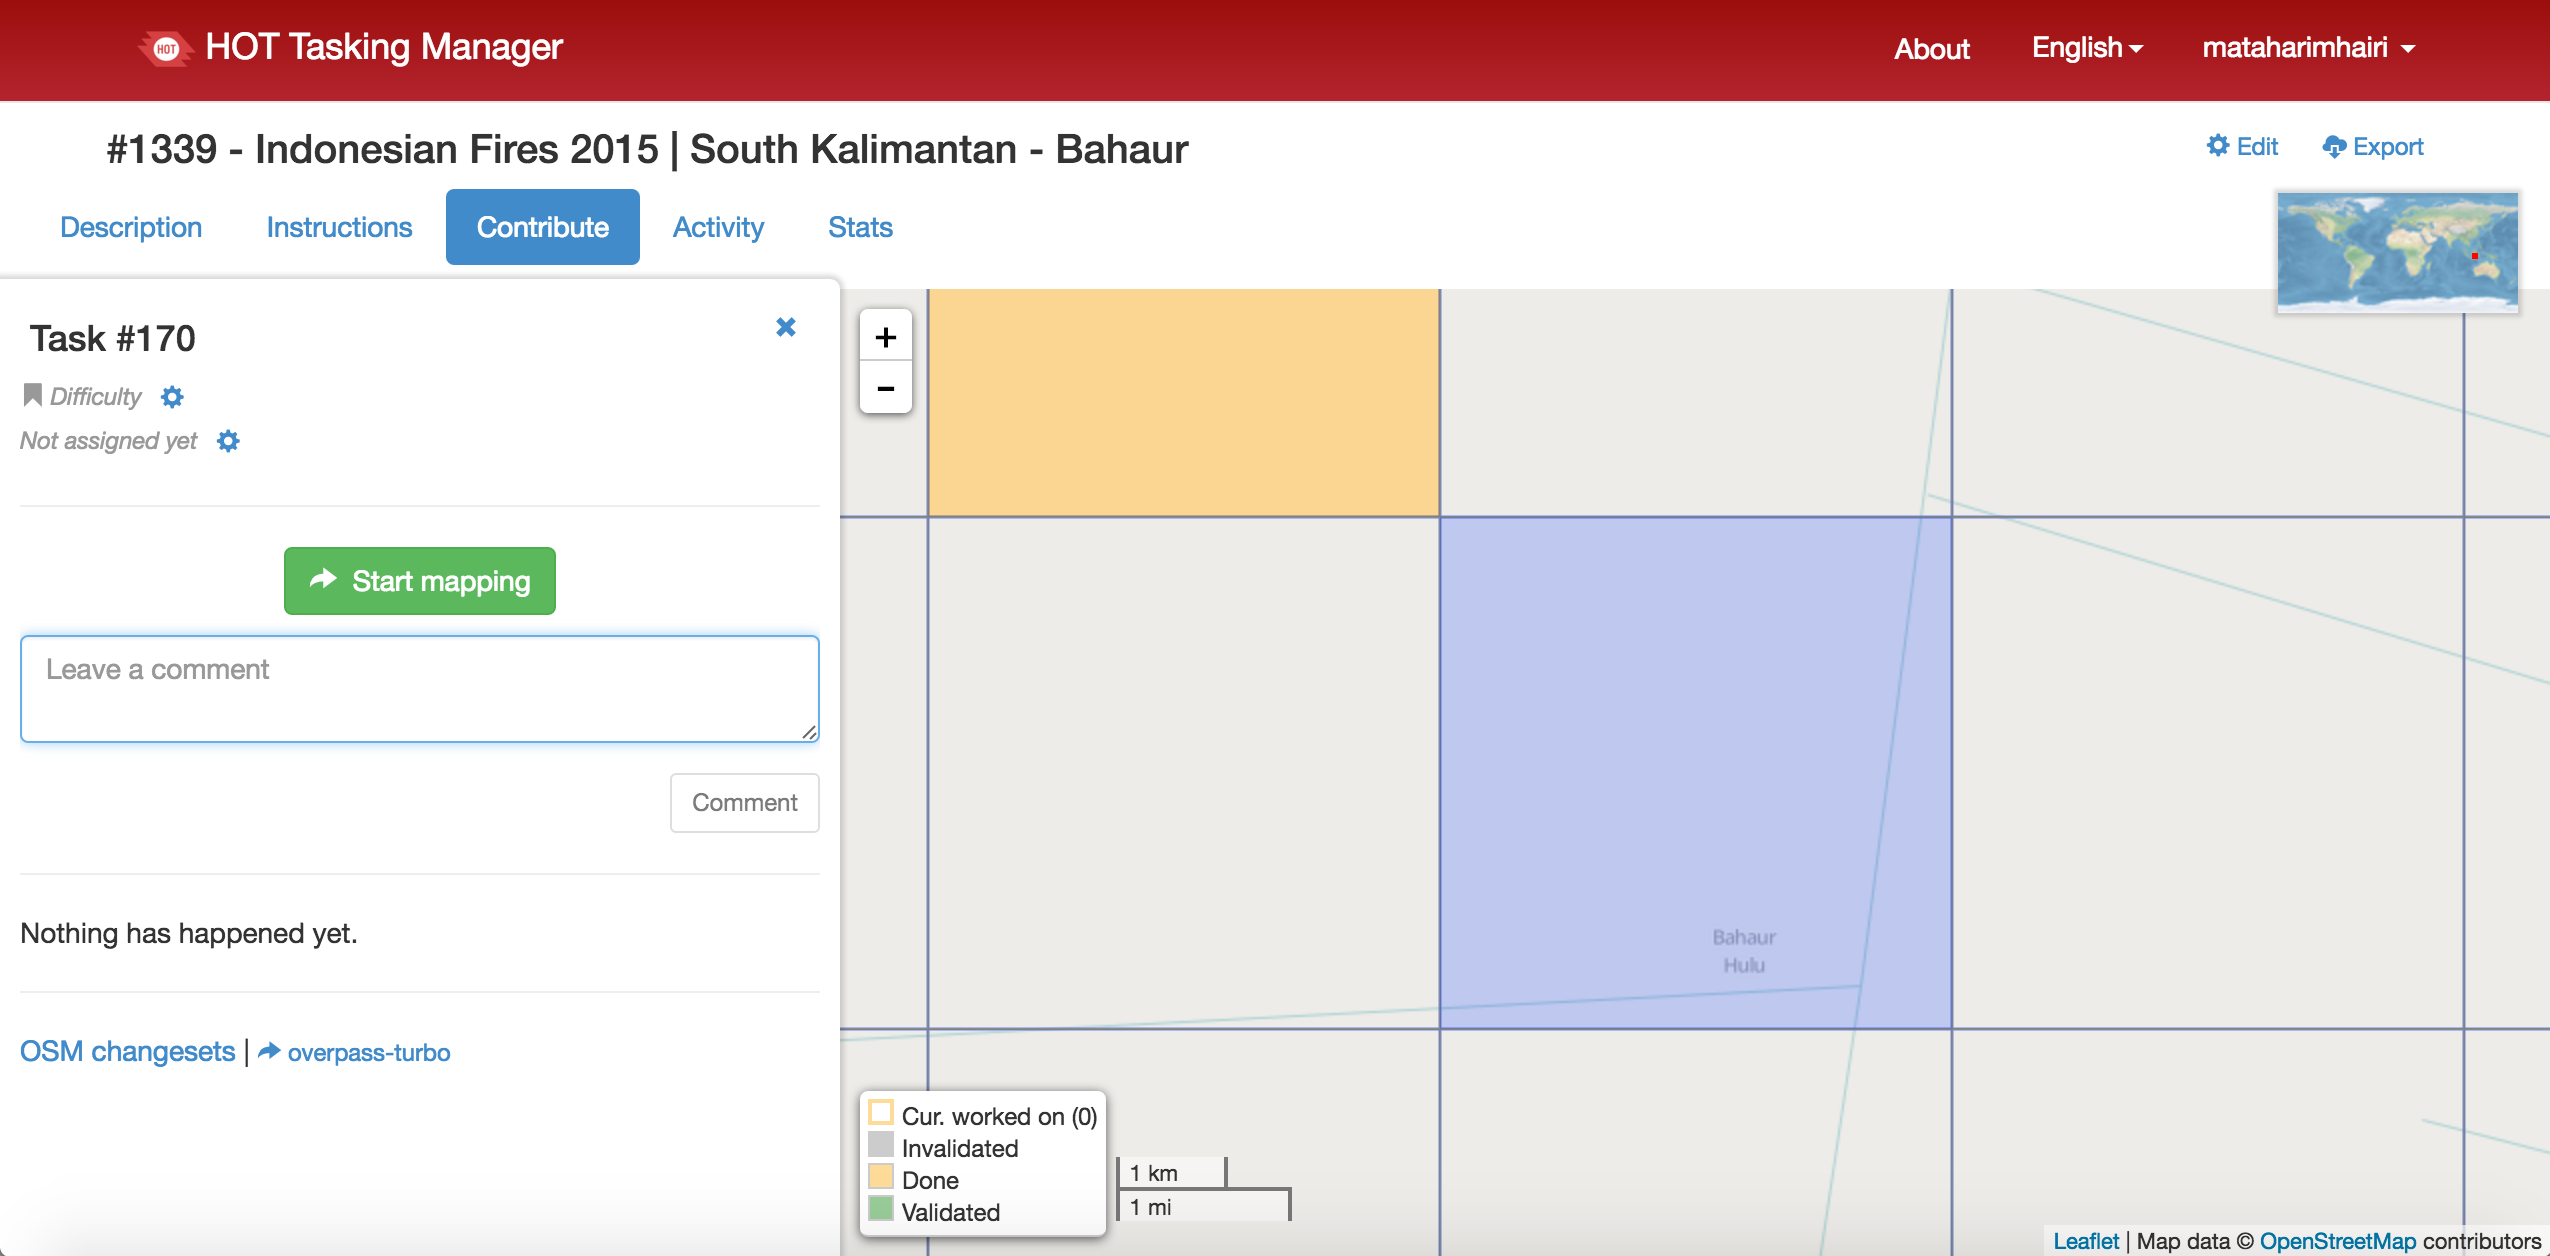 HOT HOT Tasking Manager About English mataharimhairi
#1339 - Indonesian Fires 2015 | South Kalimantan - Bahaur Edit Export
Description Instructions Contribute Activity Stats
Task #170
Difficulty
Not assigned yet
Start mapping
Leave a comment
Comment
Nothing has happened yet.
OSM changesets | overpass-turbo
+
−
Bahaur
Hulu
Cur. worked on (0)
Invalidated
Done
Validated
1 km
1 mi
Leaflet | Map data © OpenStreetMap contributors